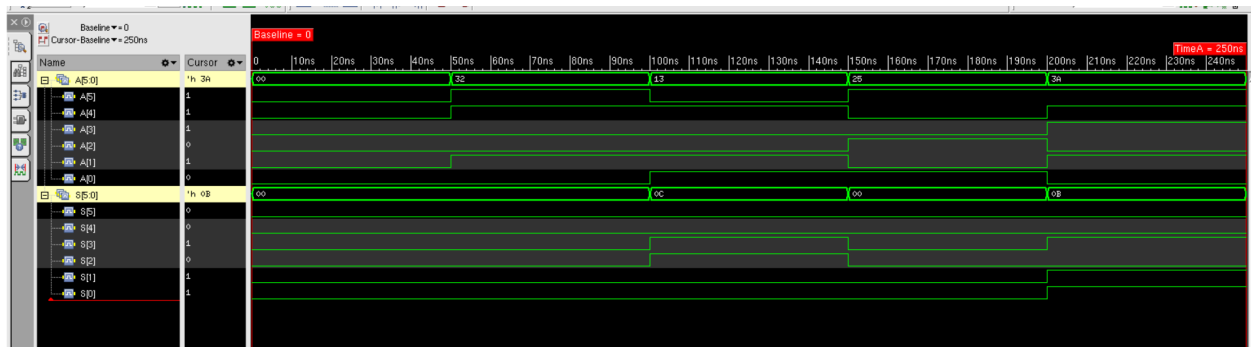 Baseline▼=0
Cursor-Baseline▼=250ns
Baseline = 0
TimeA = 250ns
Name Cursor 0 10ns 20ns 30ns 40ns 50ns 60ns 70ns 80ns 90ns 100ns 110ns 120ns 130ns 140ns 150ns 160ns 170ns 180ns 190ns 200ns 210ns 220ns 230ns 240ns
A[5:0] 'h 3A 00 32 13 25 3A
A[5] 1
A[4] 1
A[3] 1
A[2] 0
A[1] 1
A[0] 0
S[5:0] 'h 0B 00 0C 00 0B
S[5] 0
S[4] 0
S[3] 1
S[2] 0
S[1] 1
S[0] 1